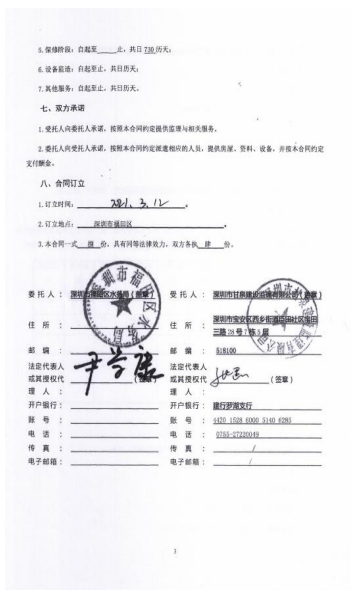 5. 保修阶段：自起至____止，共日730历天；
6. 设备监造：自起至止，共日历天；
7. 其他服务：自起至止，共日历天。
七、双方承诺
1. 受托人向委托人承诺，按照本合同约定提供监理与相关服务。
2. 委托人向受托人承诺，按照本合同约定派遣相应的人员，提供房屋、资料、设备，并按本合同约定
支付酬金。
八、合同订立
1. 订立时间：2021.3.12。
2. 订立地点：深圳市福田区。
3. 本合同一式 份，具有同等法律效力，双方各执 肆 份。
委托人：深圳市福田区水务局（盖章）
受托人：深圳市甘泉建设监理有限公司（盖章）
住所：
住所：深圳市宝安区西乡街道
三路28号7栋5层
邮编：
邮编：518100
法定代表人
或其授权代
理人：
尹学康（签章）
法定代表人
或其授权代
理人：
（签章）
开户银行：
开户银行：建行罗湖支行
账号：
账号：4420 1528 6000 5140 6283
电话：
电话：0755-27220049
传真：
传真：/
电子邮箱：
电子邮箱：/
3